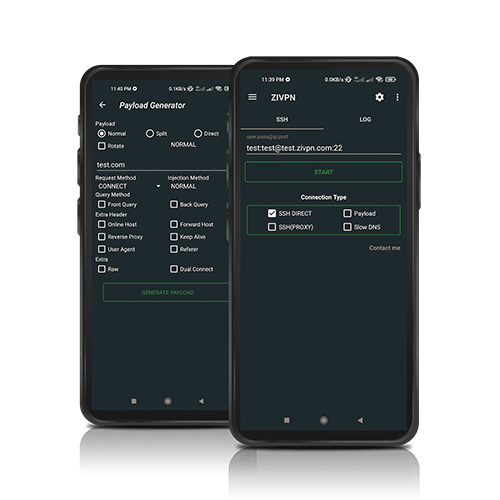 11:40 PM
0.1KB/s
Payload Generator
Payload
Normal
Split
Direct
Rotate
NORMAL
test.com
Request Method
Injection Method
CONNECT
NORMAL
Query Method
Front Query
Back Query
Extra Header
Online Host
Forward Host
Reverse Proxy
Keep Alive
User Agent
Referer
Extra
Raw
Dual Connect
GENERATE PAYLOAD
11:39 PM
0.0KB/s
ZIVPN
SSH
LOG
user:pass@ip:port
test:test@test.zivpn.com:22
START
Connection Type
SSH DIRECT
Payload
SSH(PROXY)
Slow DNS
Contact me